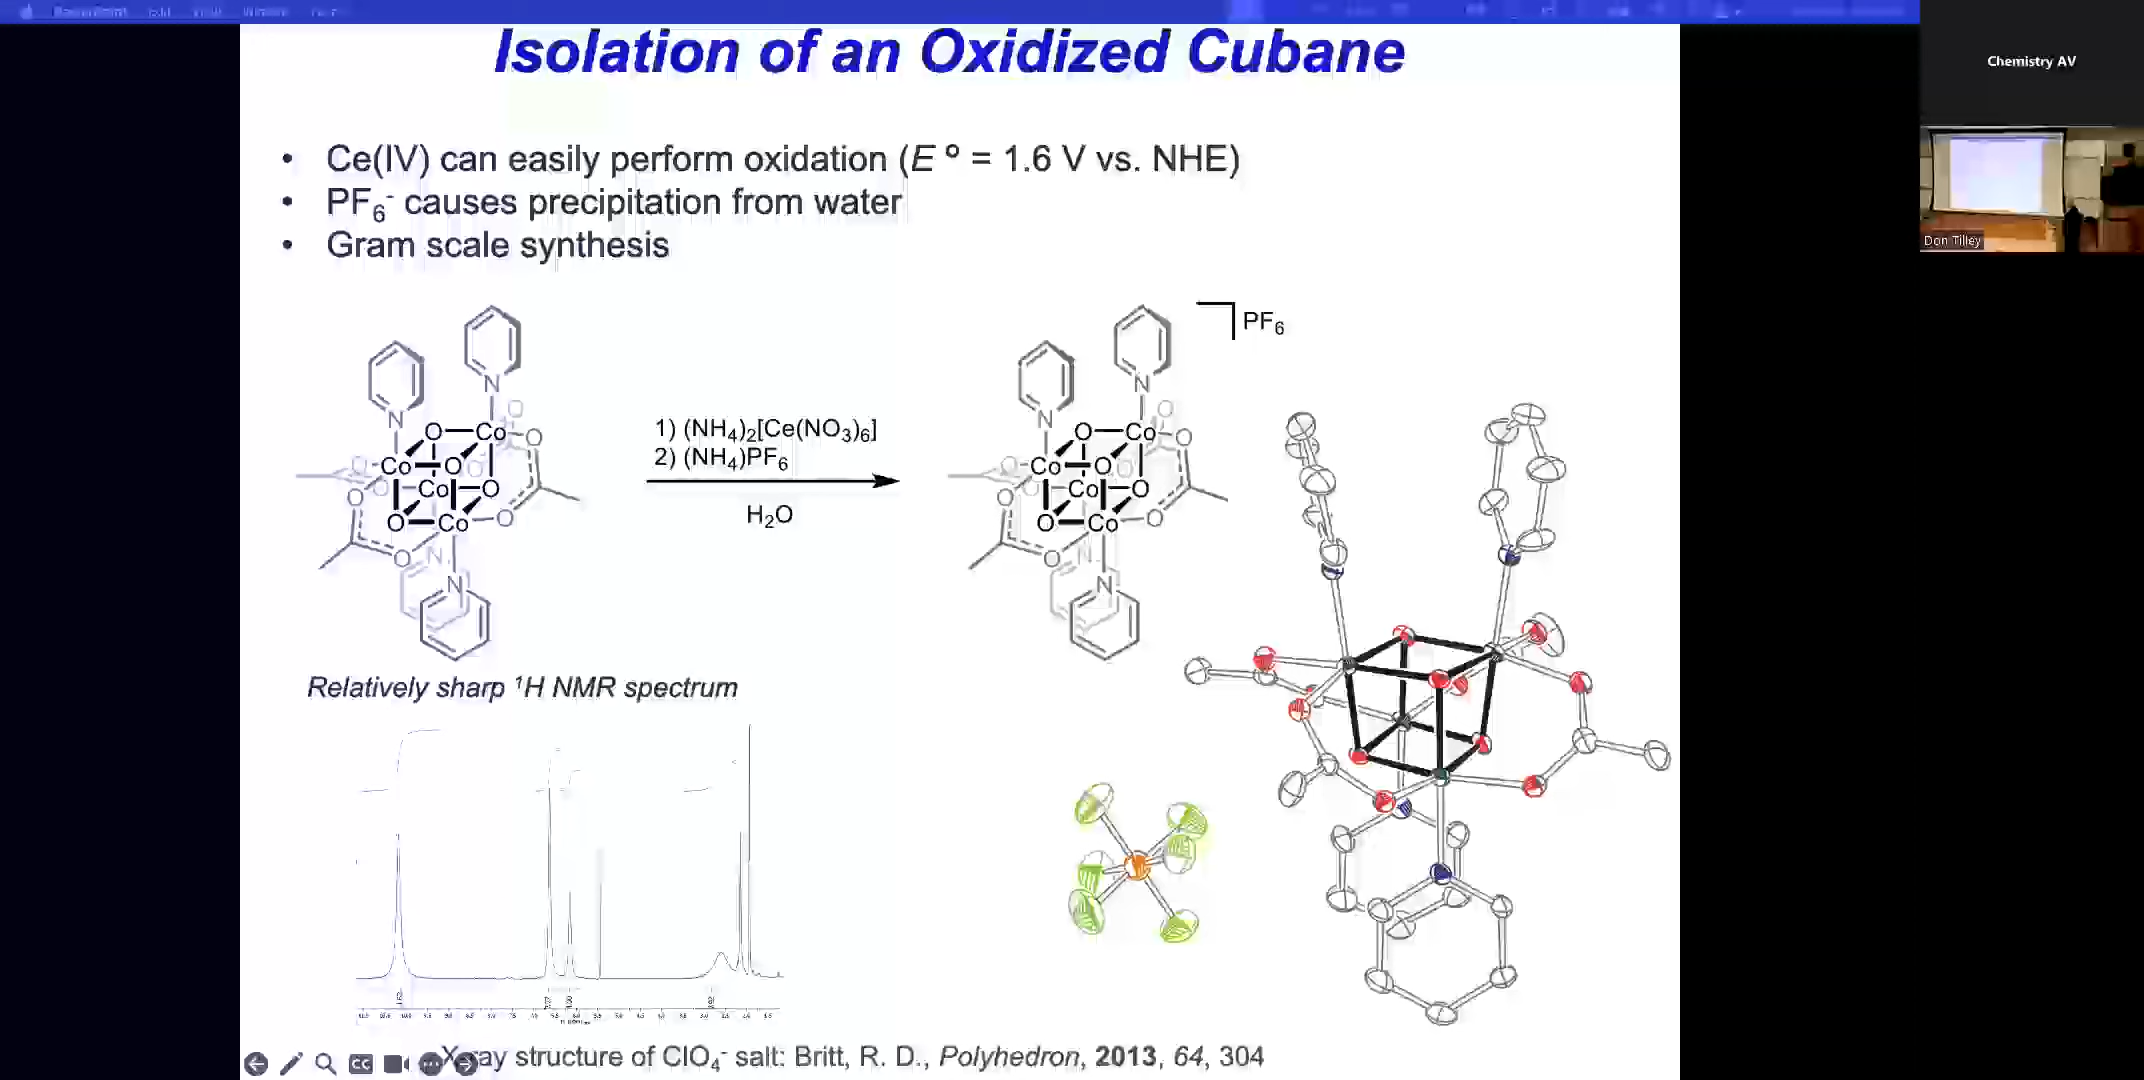 Isolation of an Oxidized Cubane
Chemistry AV
Don Tilley
• Ce(IV) can easily perform oxidation (E º = 1.6 V vs. NHE)
• PF6- causes precipitation from water
• Gram scale synthesis
1) (NH4)2[Ce(NO3)6]
2) (NH4)PF6
H2O
PF6
N
N
O
O
Co
O
Co
O
O
O
Co
O
O
O
Co
O
O
N
N
N
N
O
O
Co
O
Co
O
O
O
Co
O
O
O
Co
O
O
N
N
Relatively sharp 1H NMR spectrum
X-ray structure of ClO4- salt: Britt, R. D., Polyhedron, 2013, 64, 304
CC